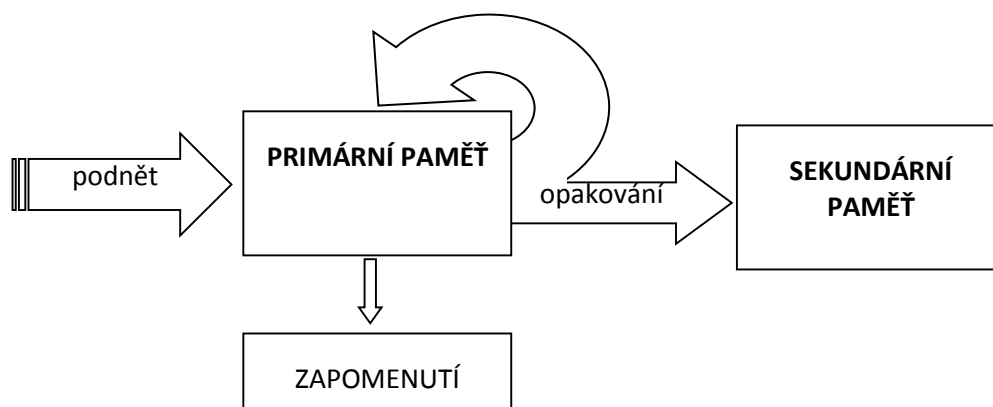 podnět
PRIMÁRNÍ PAMĚŤ
opakování
SEKUNDÁRNÍ
PAMĚŤ
ZAPOMENUTÍ